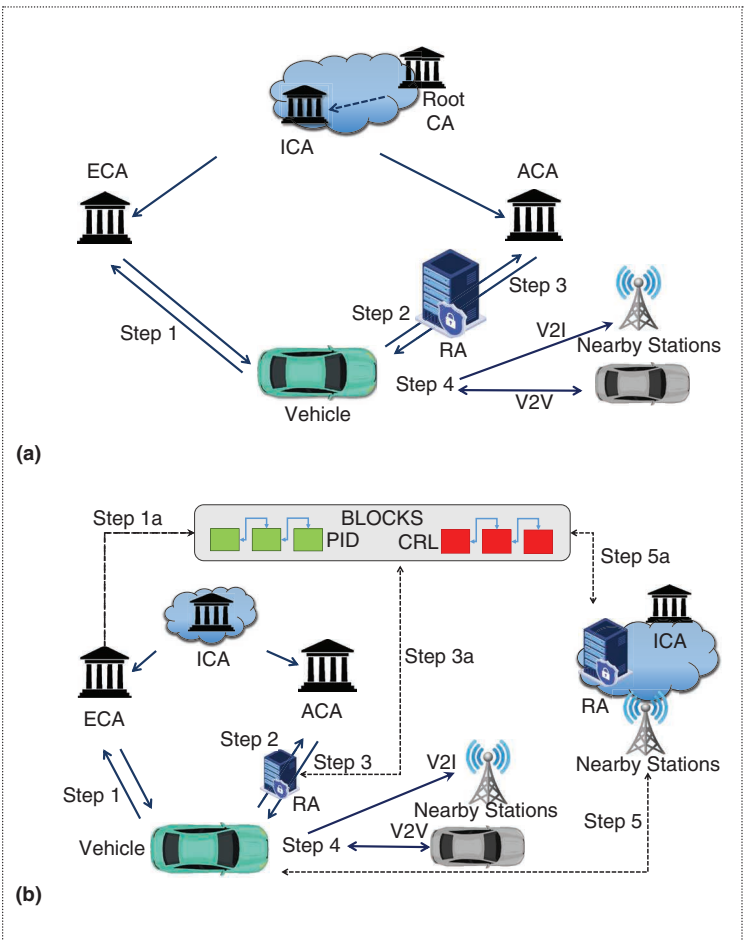 Root
CA
ICA
ECA
ACA
Step 1
Step 2
Step 3
RA
V2I
Nearby Stations
Step 4
V2V
Vehicle
(a)
Step 1a
BLOCKS
PID
CRL
Step 5a
ICA
ICA
Step 3a
ECA
ACA
RA
Step 2
Step 3
V2I
Nearby Stations
Step 1
RA
Nearby Stations
Vehicle
Step 4
V2V
Step 5
(b)